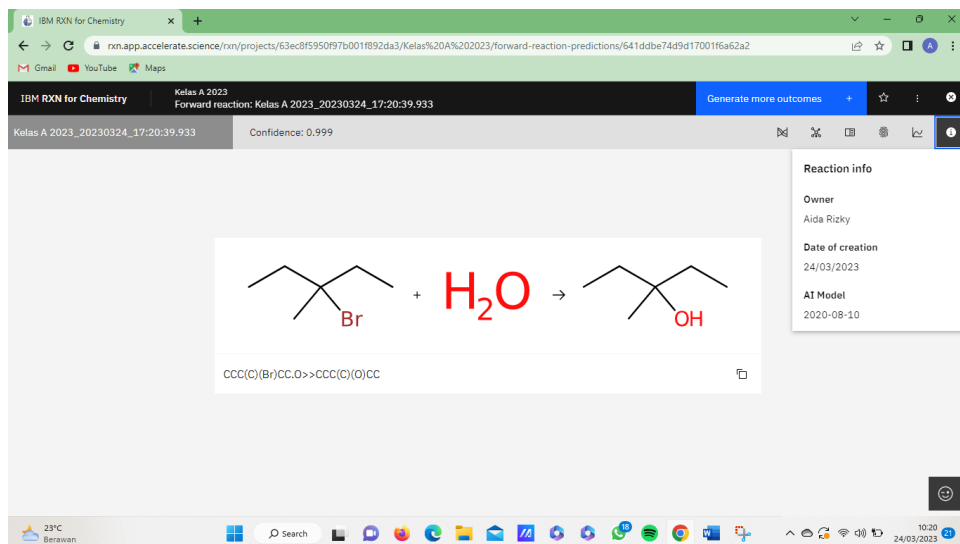 IBM RXN for Chemistry
rxn.app.accelerate.science/rxn/projects/63ec8f5950f97b001f892da3/Kelas%20A%202023/forward-reaction-predictions/641ddbe74d9d17001f6a62a2
A
Gmail
YouTube
Maps
IBM RXN for Chemistry
Kelas A 2023
Forward reaction: Kelas A 2023_20230324_17:20:39.933
Generate more outcomes +
Kelas A 2023_20230324_17:20:39.933
Confidence: 0.999
Reaction info
Owner
Aida Rizky
Date of creation
24/03/2023
AI Model
2020-08-10
Br + H₂O → OH
CCC(C)(Br)CC.O>>CCC(C)(O)CC
23°C
Berawan
Search
18
10:20
24/03/2023
21